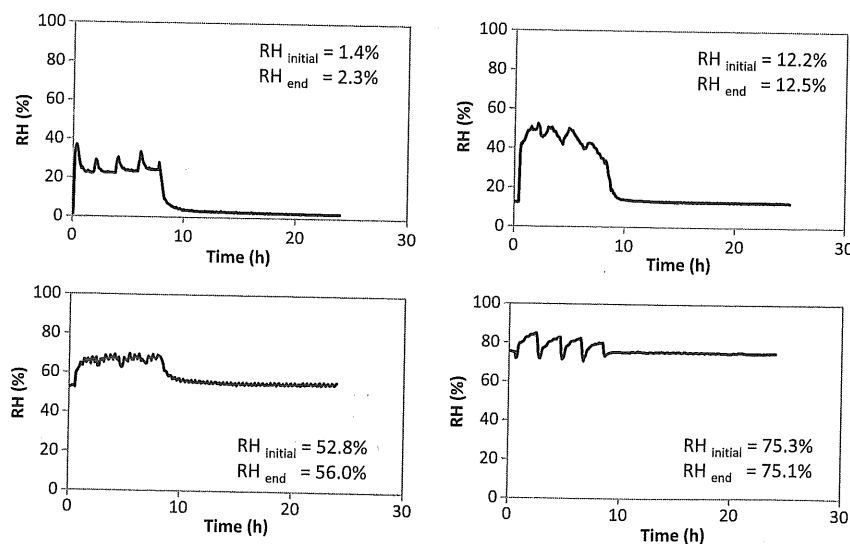 100
80
60
40
20
0
RH (%)
RH initial = 1.4%
RH end = 2.3%
0 10 20 30
Time (h)
100
80
60
40
20
0
RH (%)
RH initial = 12.2%
RH end = 12.5%
0 10 20 30
Time (h)
100
80
60
40
20
0
RH (%)
RH initial = 52.8%
RH end = 56.0%
0 10 20 30
Time (h)
100
80
60
40
20
0
RH (%)
RH initial = 75.3%
RH end = 75.1%
0 10 20 30
Time (h)